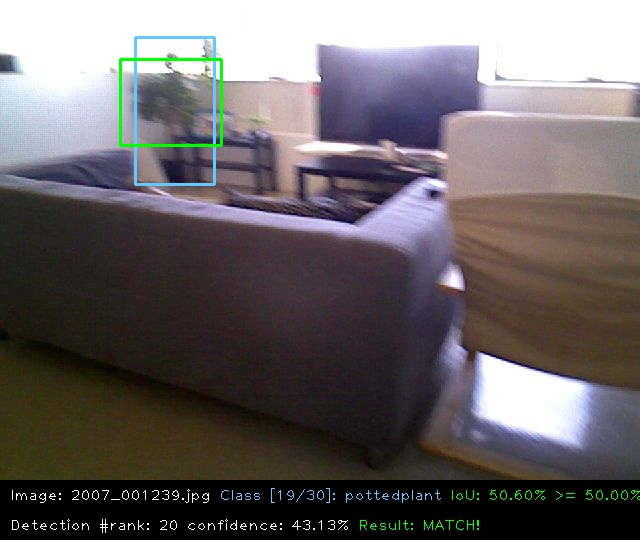 Image: 2007_001239.jpg Class [19/30]: pottedplant IoU: 50.60% >= 50.00%
Detection #rank: 20 confidence: 43.13% Result: MATCH!